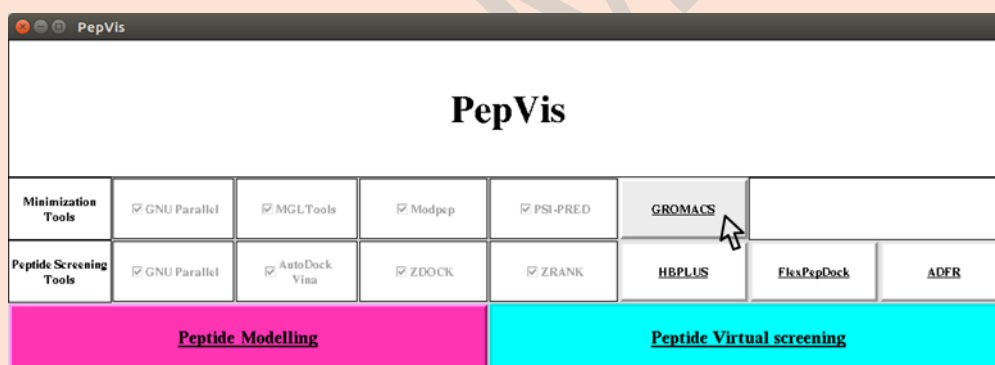 PepVis
PepVis
Minimization
Tools
GNU Parallel
MGLTools
Modpep
PSI-PRED
GROMACS
Peptide Screening
Tools
GNU Parallel
AutoDock
Vina
ZDOCK
ZRANK
HBPLUS
FlexPepDock
ADFR
Peptide Modelling
Peptide Virtual screening